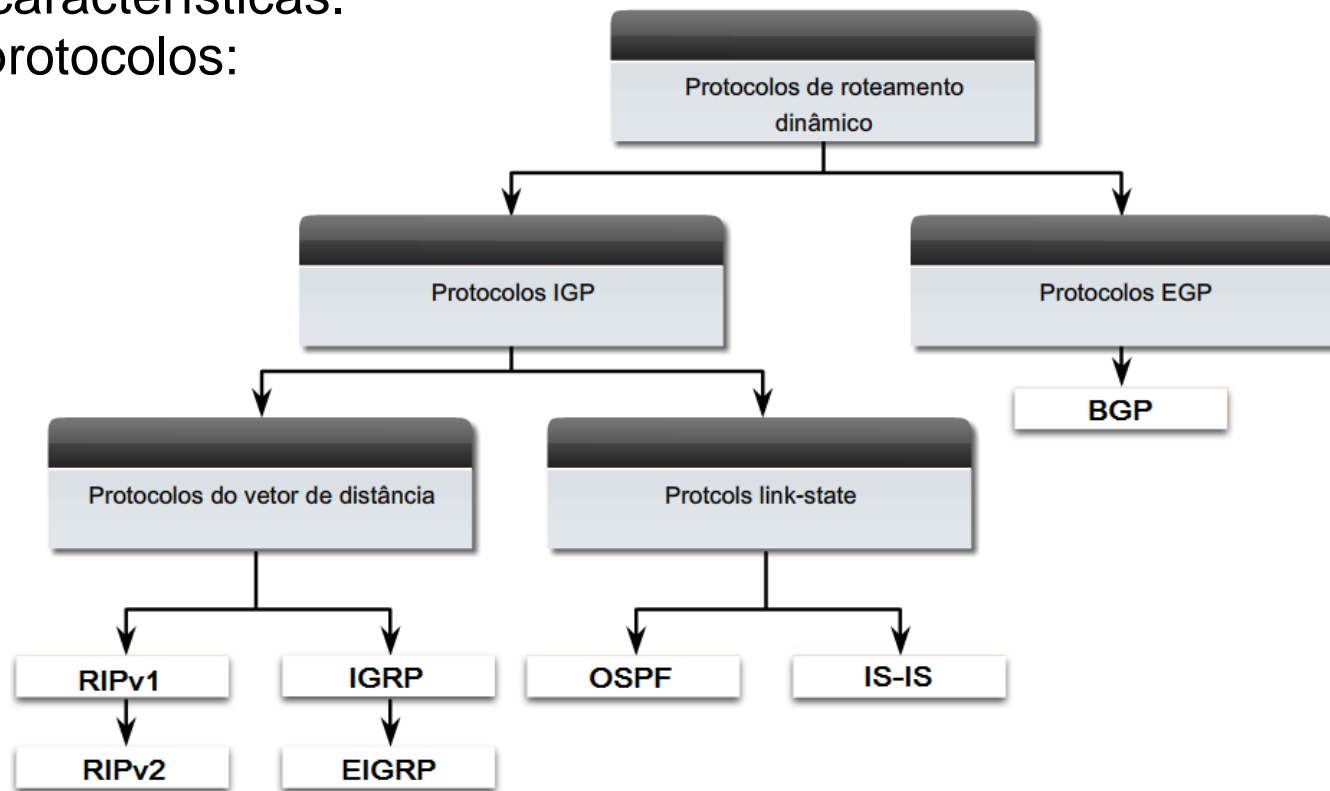 características.
protocolos:
Protocolos de roteamento
dinâmico
Protocolos IGP
Protocolos EGP
BGP
Protocolos do vetor de distância
Protcols link-state
RIPv1
IGRP
OSPF
IS-IS
RIPv2
EIGRP